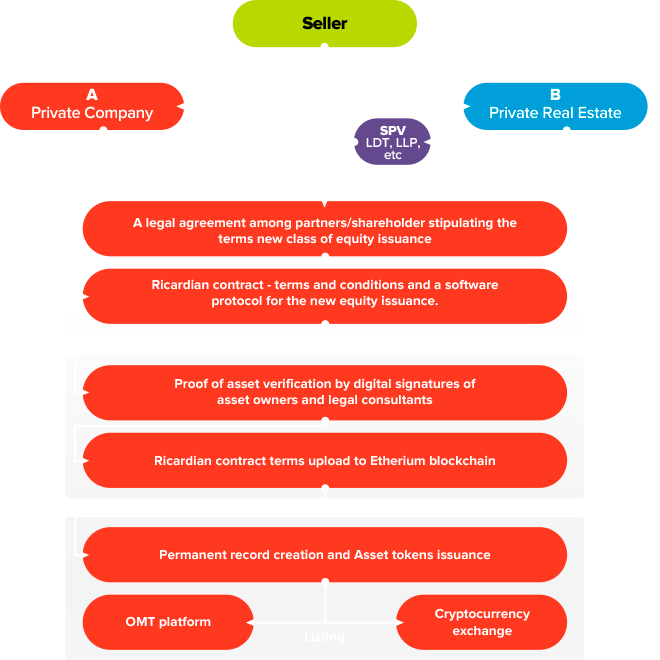 Seller
A
Private Company
B
Private Real Estate
SPV
LDT, LLP,
etc
A legal agreement among partners/shareholder stipulating the
terms new class of equity issuance
Ricardian contract - terms and conditions and a software
protocol for the new equity issuance.
Proof of asset verification by digital signatures of
asset owners and legal consultants
Ricardian contract terms upload to Etherium blockchain
Permanent record creation and Asset tokens issuance
OMT platform
Cryptocurrency
exchange
Listing